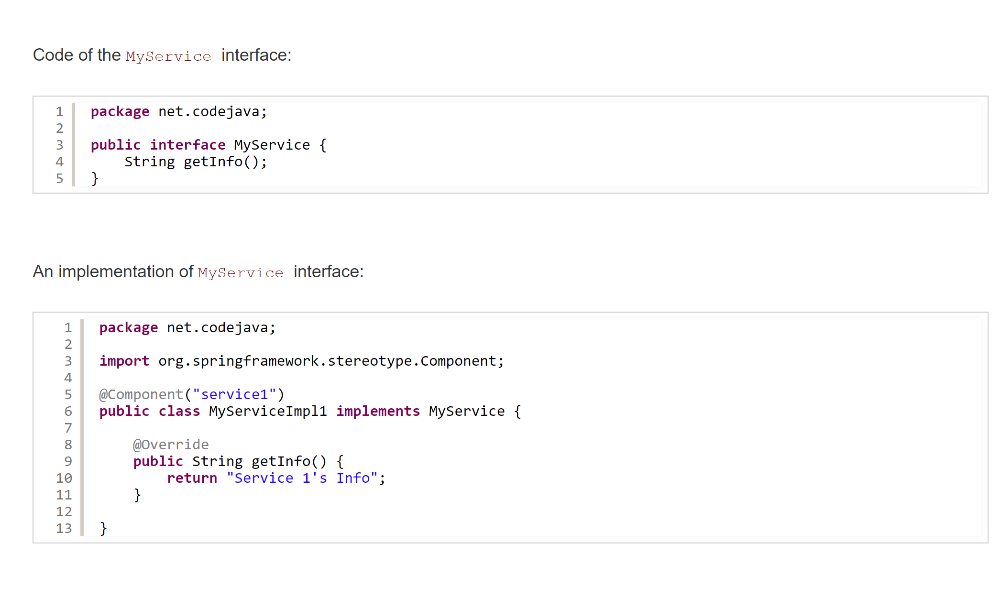 Code of the MyService interface:
1 package net.codejava;
2
3 public interface MyService {
4     String getInfo();
5 }
An implementation of MyService interface:
1 package net.codejava;
2
3 import org.springframework.stereotype.Component;
4
5 @Component("service1")
6 public class MyServiceImpl1 implements MyService {
7
8     @Override
9     public String getInfo() {
10         return "Service 1's Info";
11     }
12
13 }